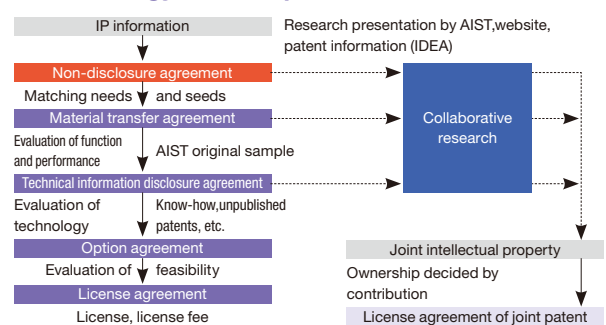 IP information
Research presentation by AIST,website,
patent information (IDEA)
Non-disclosure agreement
Matching needs and seeds
Material transfer agreement
Collaborative
research
Evaluation of function
and performance
AIST original sample
Technical information disclosure agreement
Evaluation of
technology
Know-how,unpublished
patents, etc.
Option agreement
Evaluation of feasibility
License agreement
License, license fee
Joint intellectual property
Ownership decided by
contribution
License agreement of joint patent